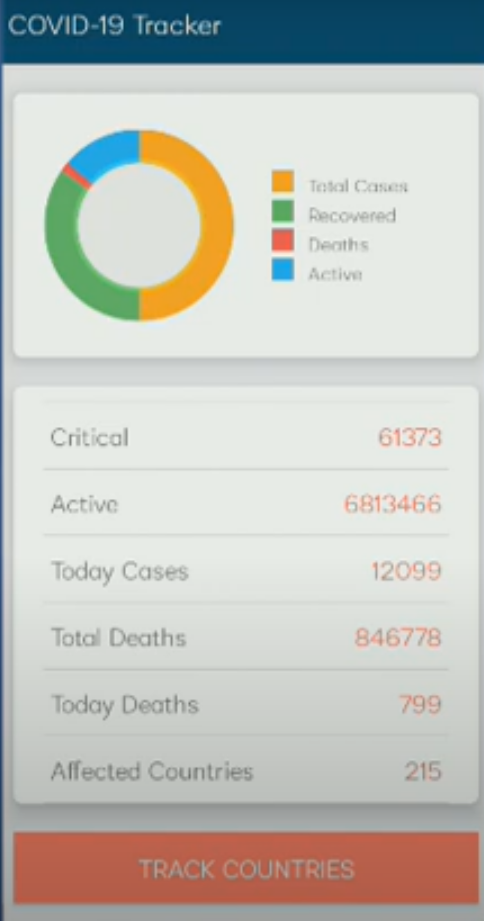 COVID-19 Tracker
Total Cases
Recovered
Deaths
Active
Critical 61373
Active 6813466
Today Cases 12099
Total Deaths 846778
Today Deaths 799
Affected Countries 215
TRACK COUNTRIES